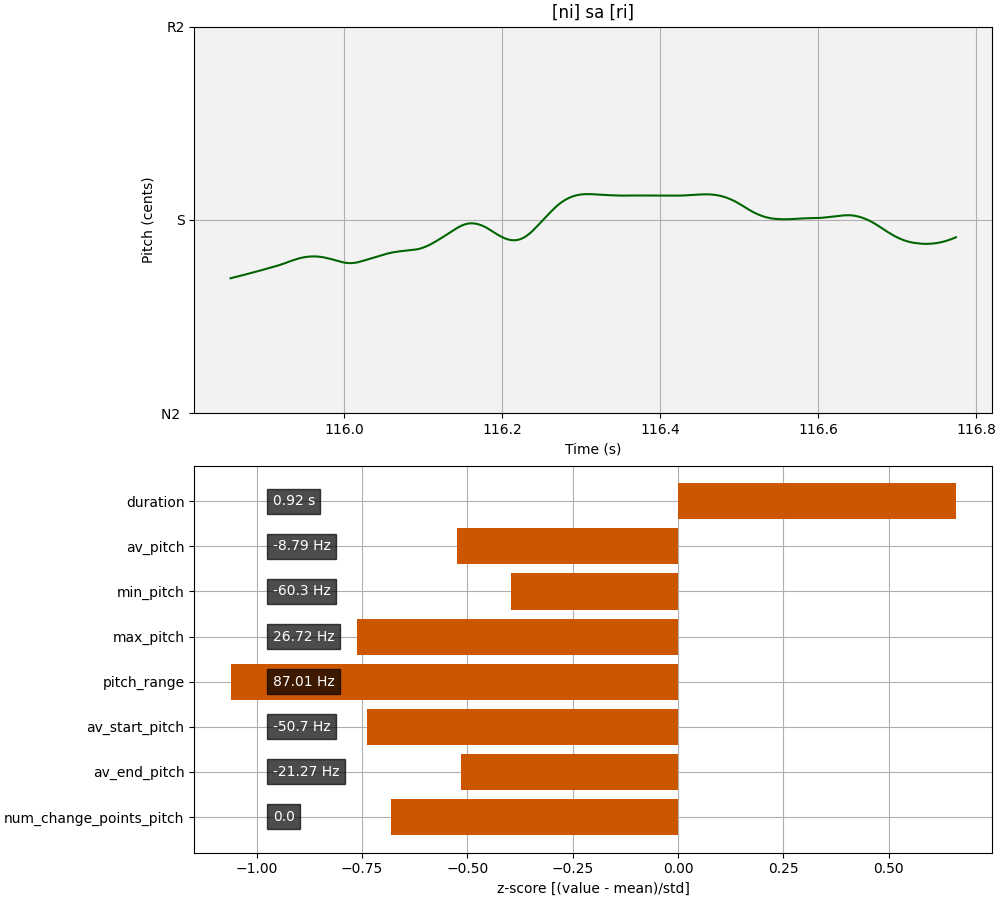 [ni] sa [ri]
R2
S
N2
Pitch (cents)
116.0 116.2 116.4 116.6 116.8
Time (s)
duration 0.92 s
av_pitch -8.79 Hz
min_pitch -60.3 Hz
max_pitch 26.72 Hz
pitch_range 87.01 Hz
av_start_pitch -50.7 Hz
av_end_pitch -21.27 Hz
num_change_points_pitch 0.0
−1.00 −0.75 −0.50 −0.25 0.00 0.25 0.50
z-score [(value - mean)/std]